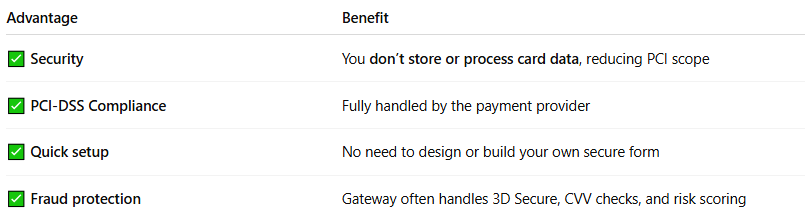 Advantage Benefit
✅ Security You don't store or process card data, reducing PCI scope
✅ PCI-DSS Compliance Fully handled by the payment provider
✅ Quick setup No need to design or build your own secure form
✅ Fraud protection Gateway often handles 3D Secure, CVV checks, and risk scoring